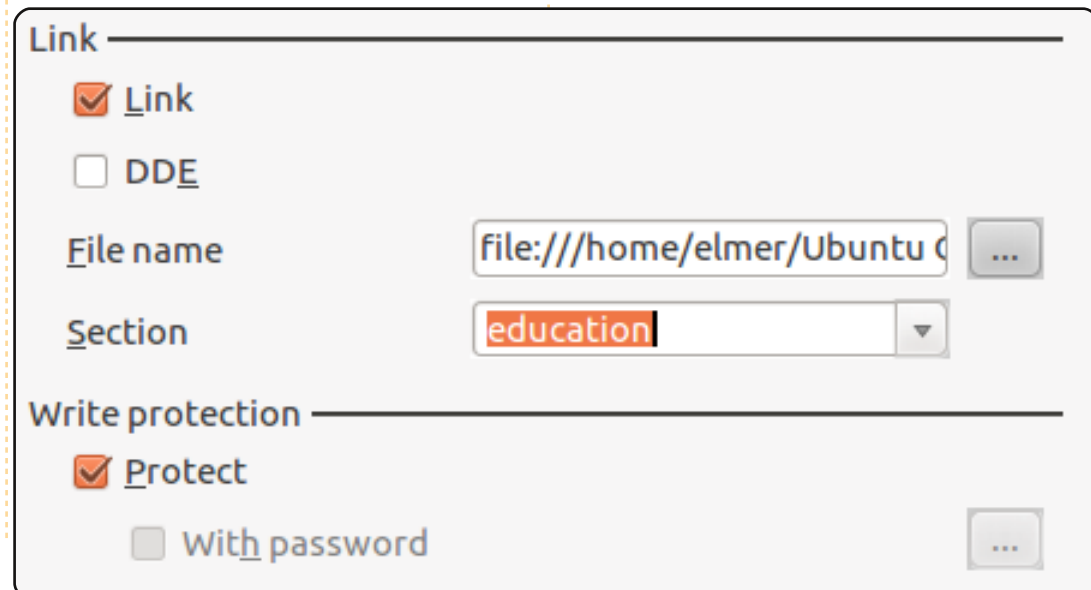 Link
Link
DDE
File name file:///home/elmer/Ubuntu ...
Section education
Write protection
Protect
With password ...